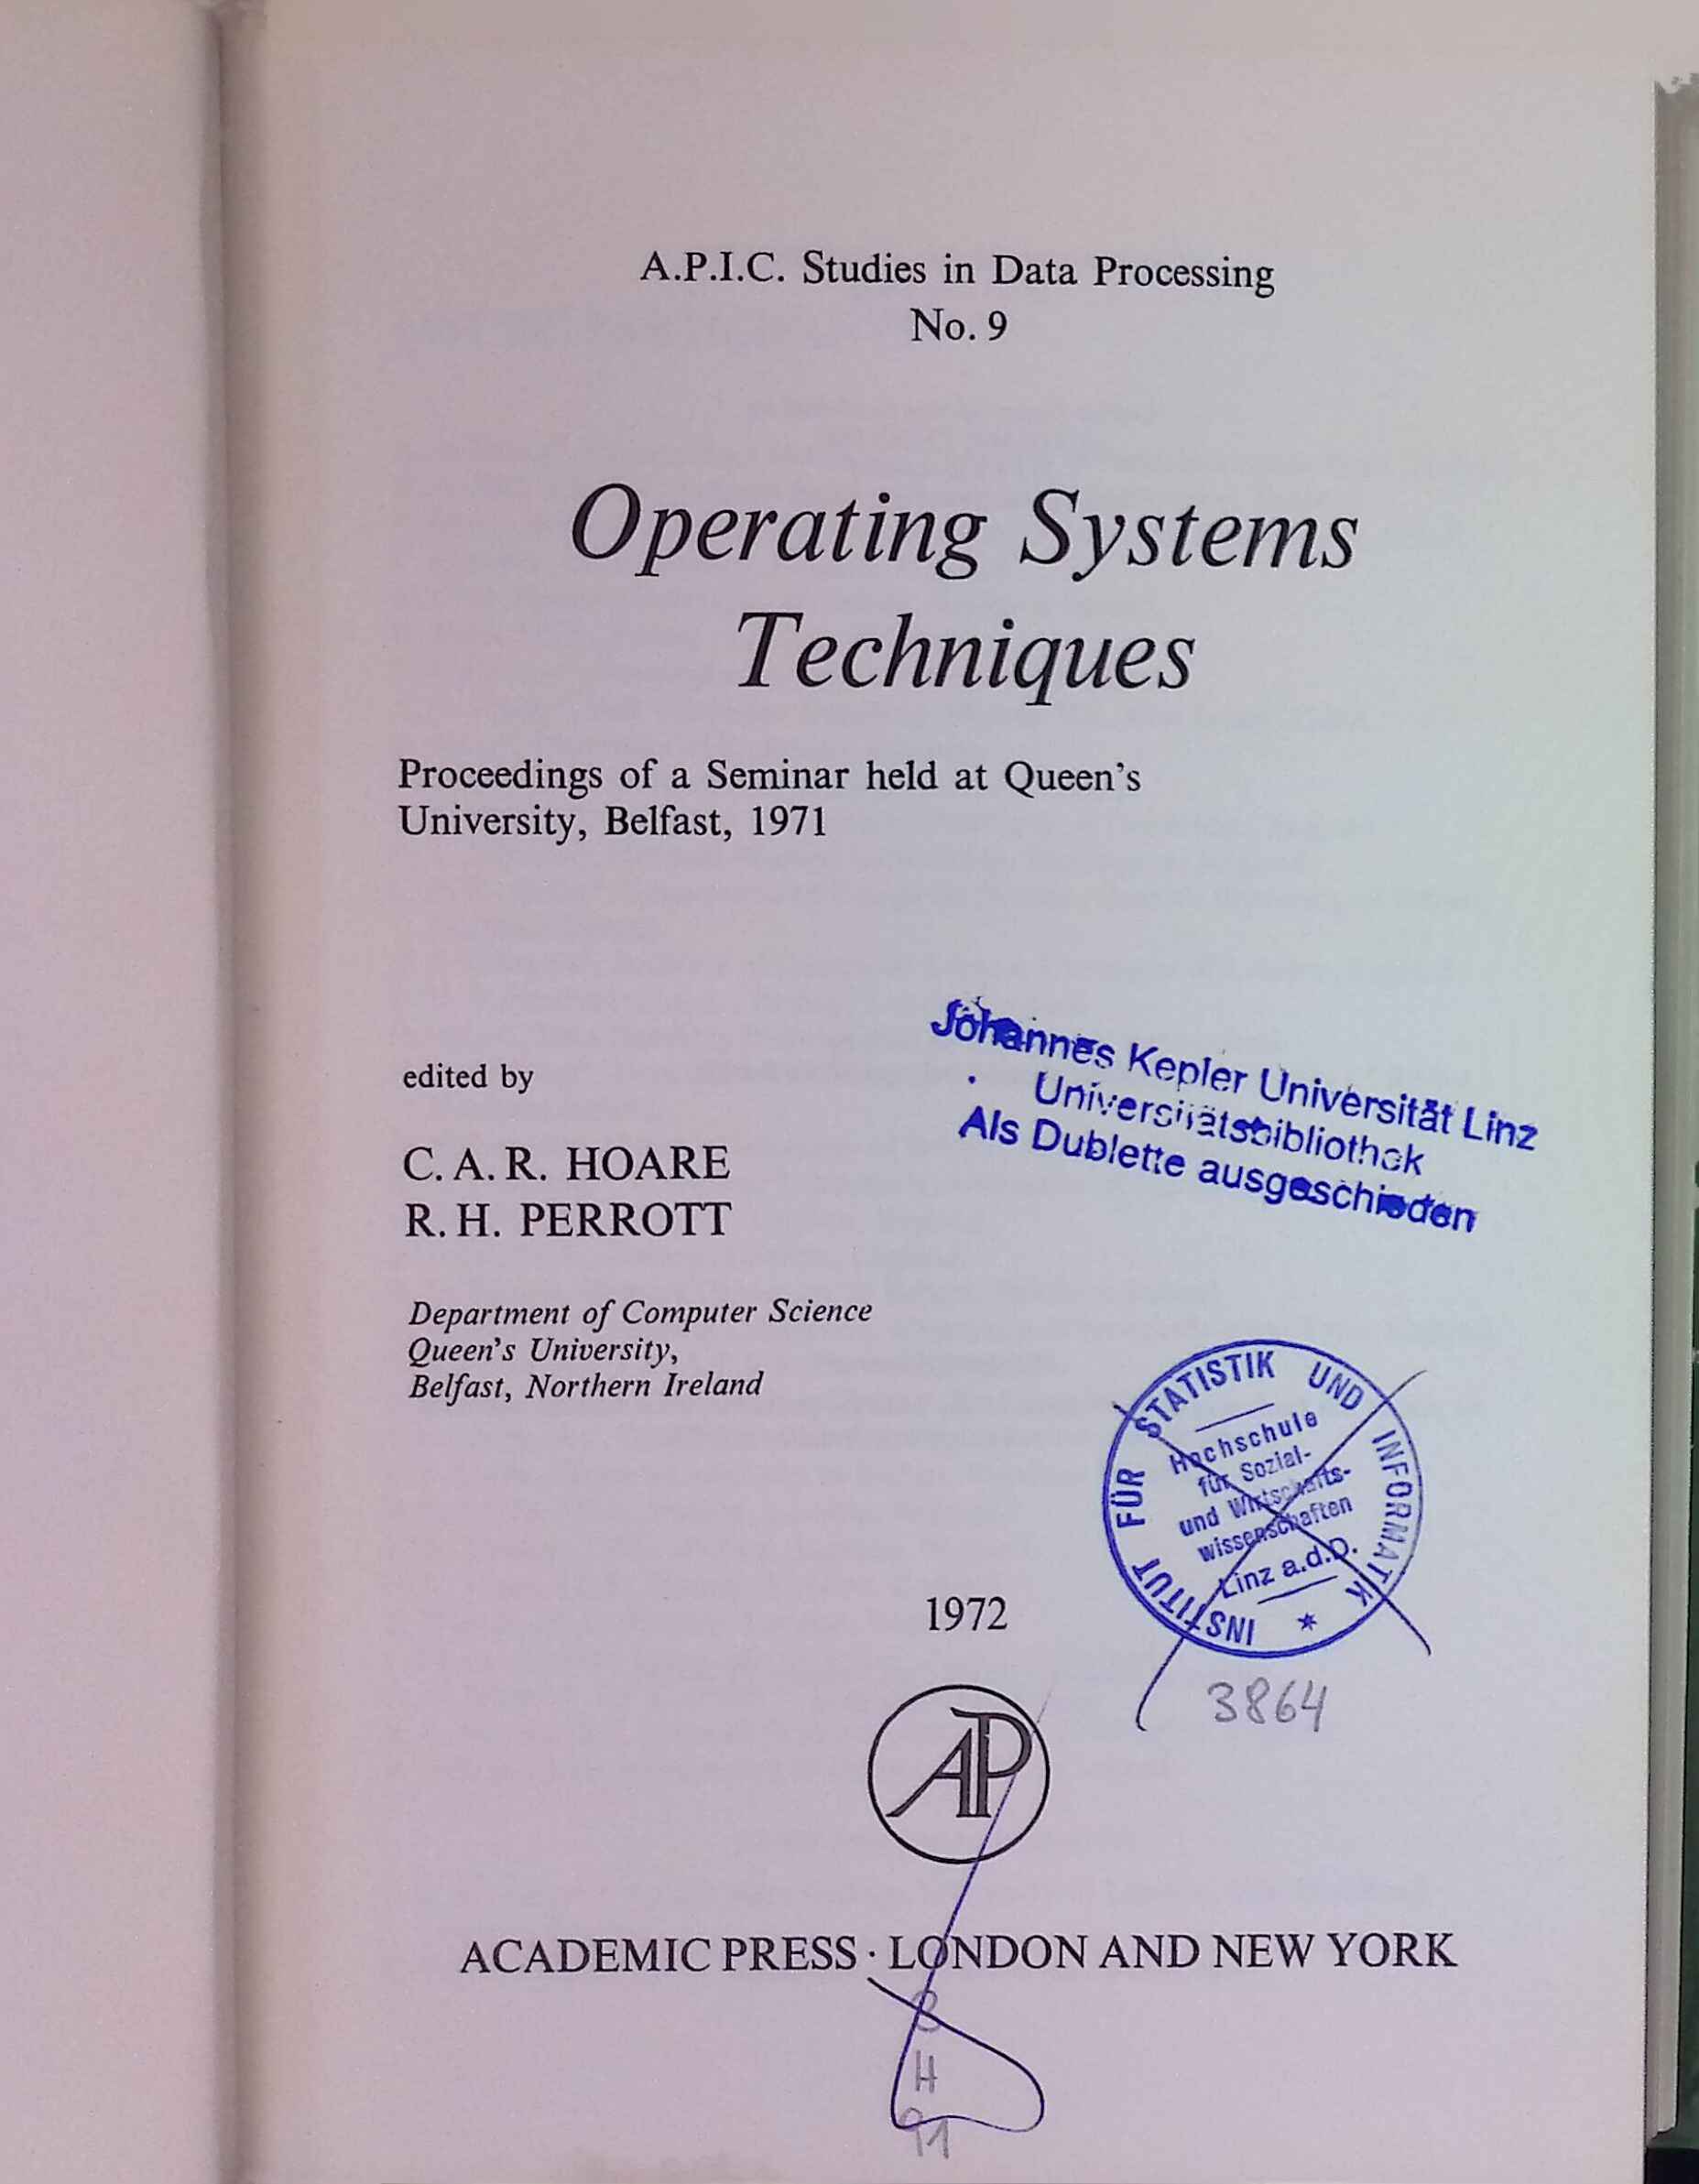 A.P.I.C. Studies in Data Processing
No. 9
Operating Systems
Techniques
Proceedings of a Seminar held at Queen's
University, Belfast, 1971
edited by
C. A. R. HOARE
R. H. PERROTT
Department of Computer Science
Queen's University,
Belfast, Northern Ireland
Johannes Kepler Universität Linz
Universitätsbibliothek
Als Dublette ausgeschieden
INSTITUT FÜR STATISTIK UND INFORMATIK
Hochschule
für Sozial-
und Wirtschafts-
wissenschaften
Linz a.d.D.
3864
1972
AP
ACADEMIC PRESS · LONDON AND NEW YORK
H
91